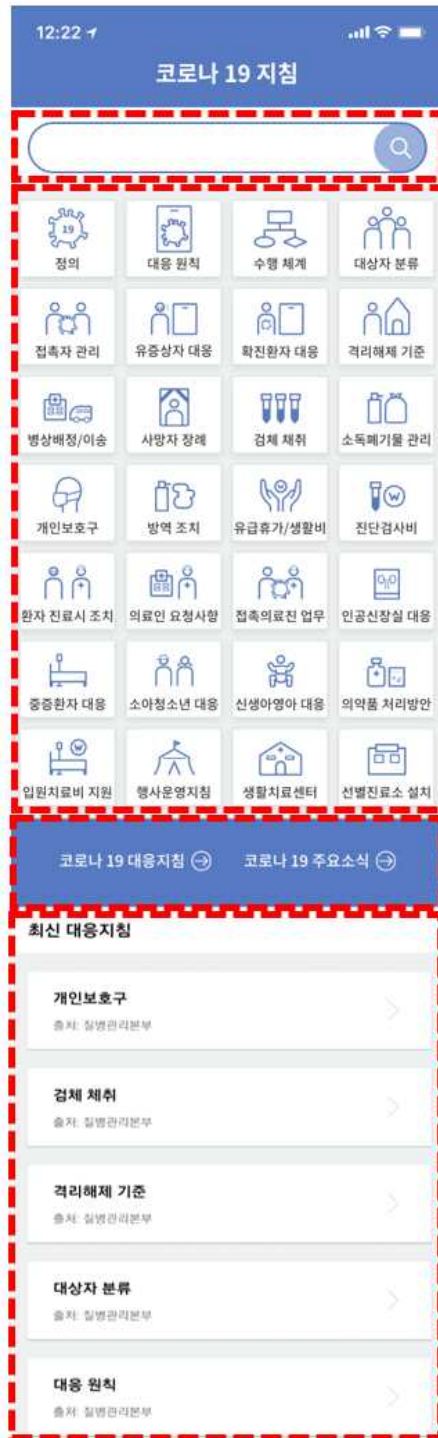 12:22
코로나 19 지침
19
정의
대응 원칙
수행 체계
대상자 분류
접촉자 관리
유증상자 대응
확진환자 대응
격리해제 기준
병상배정/이송
사망자 장례
검체 채취
소독폐기물 관리
개인보호구
방역 조치
유급휴가/생활비
진단검사비
환자 진료시 조치
의료인 요청사항
접촉의료진 업무
인공신장실 대응
중증환자 대응
소아청소년 대응
신생아영아 대응
의약품 처리방안
입원치료비 지원
행사운영지침
생활치료센터
선별진료소 설치
코로나 19 대응지침
코로나 19 주요소식
최신 대응지침
개인보호구
출처: 질병관리본부
검체 채취
출처: 질병관리본부
격리해제 기준
출처: 질병관리본부
대상자 분류
출처: 질병관리본부
대응 원칙
출처: 질병관리본부